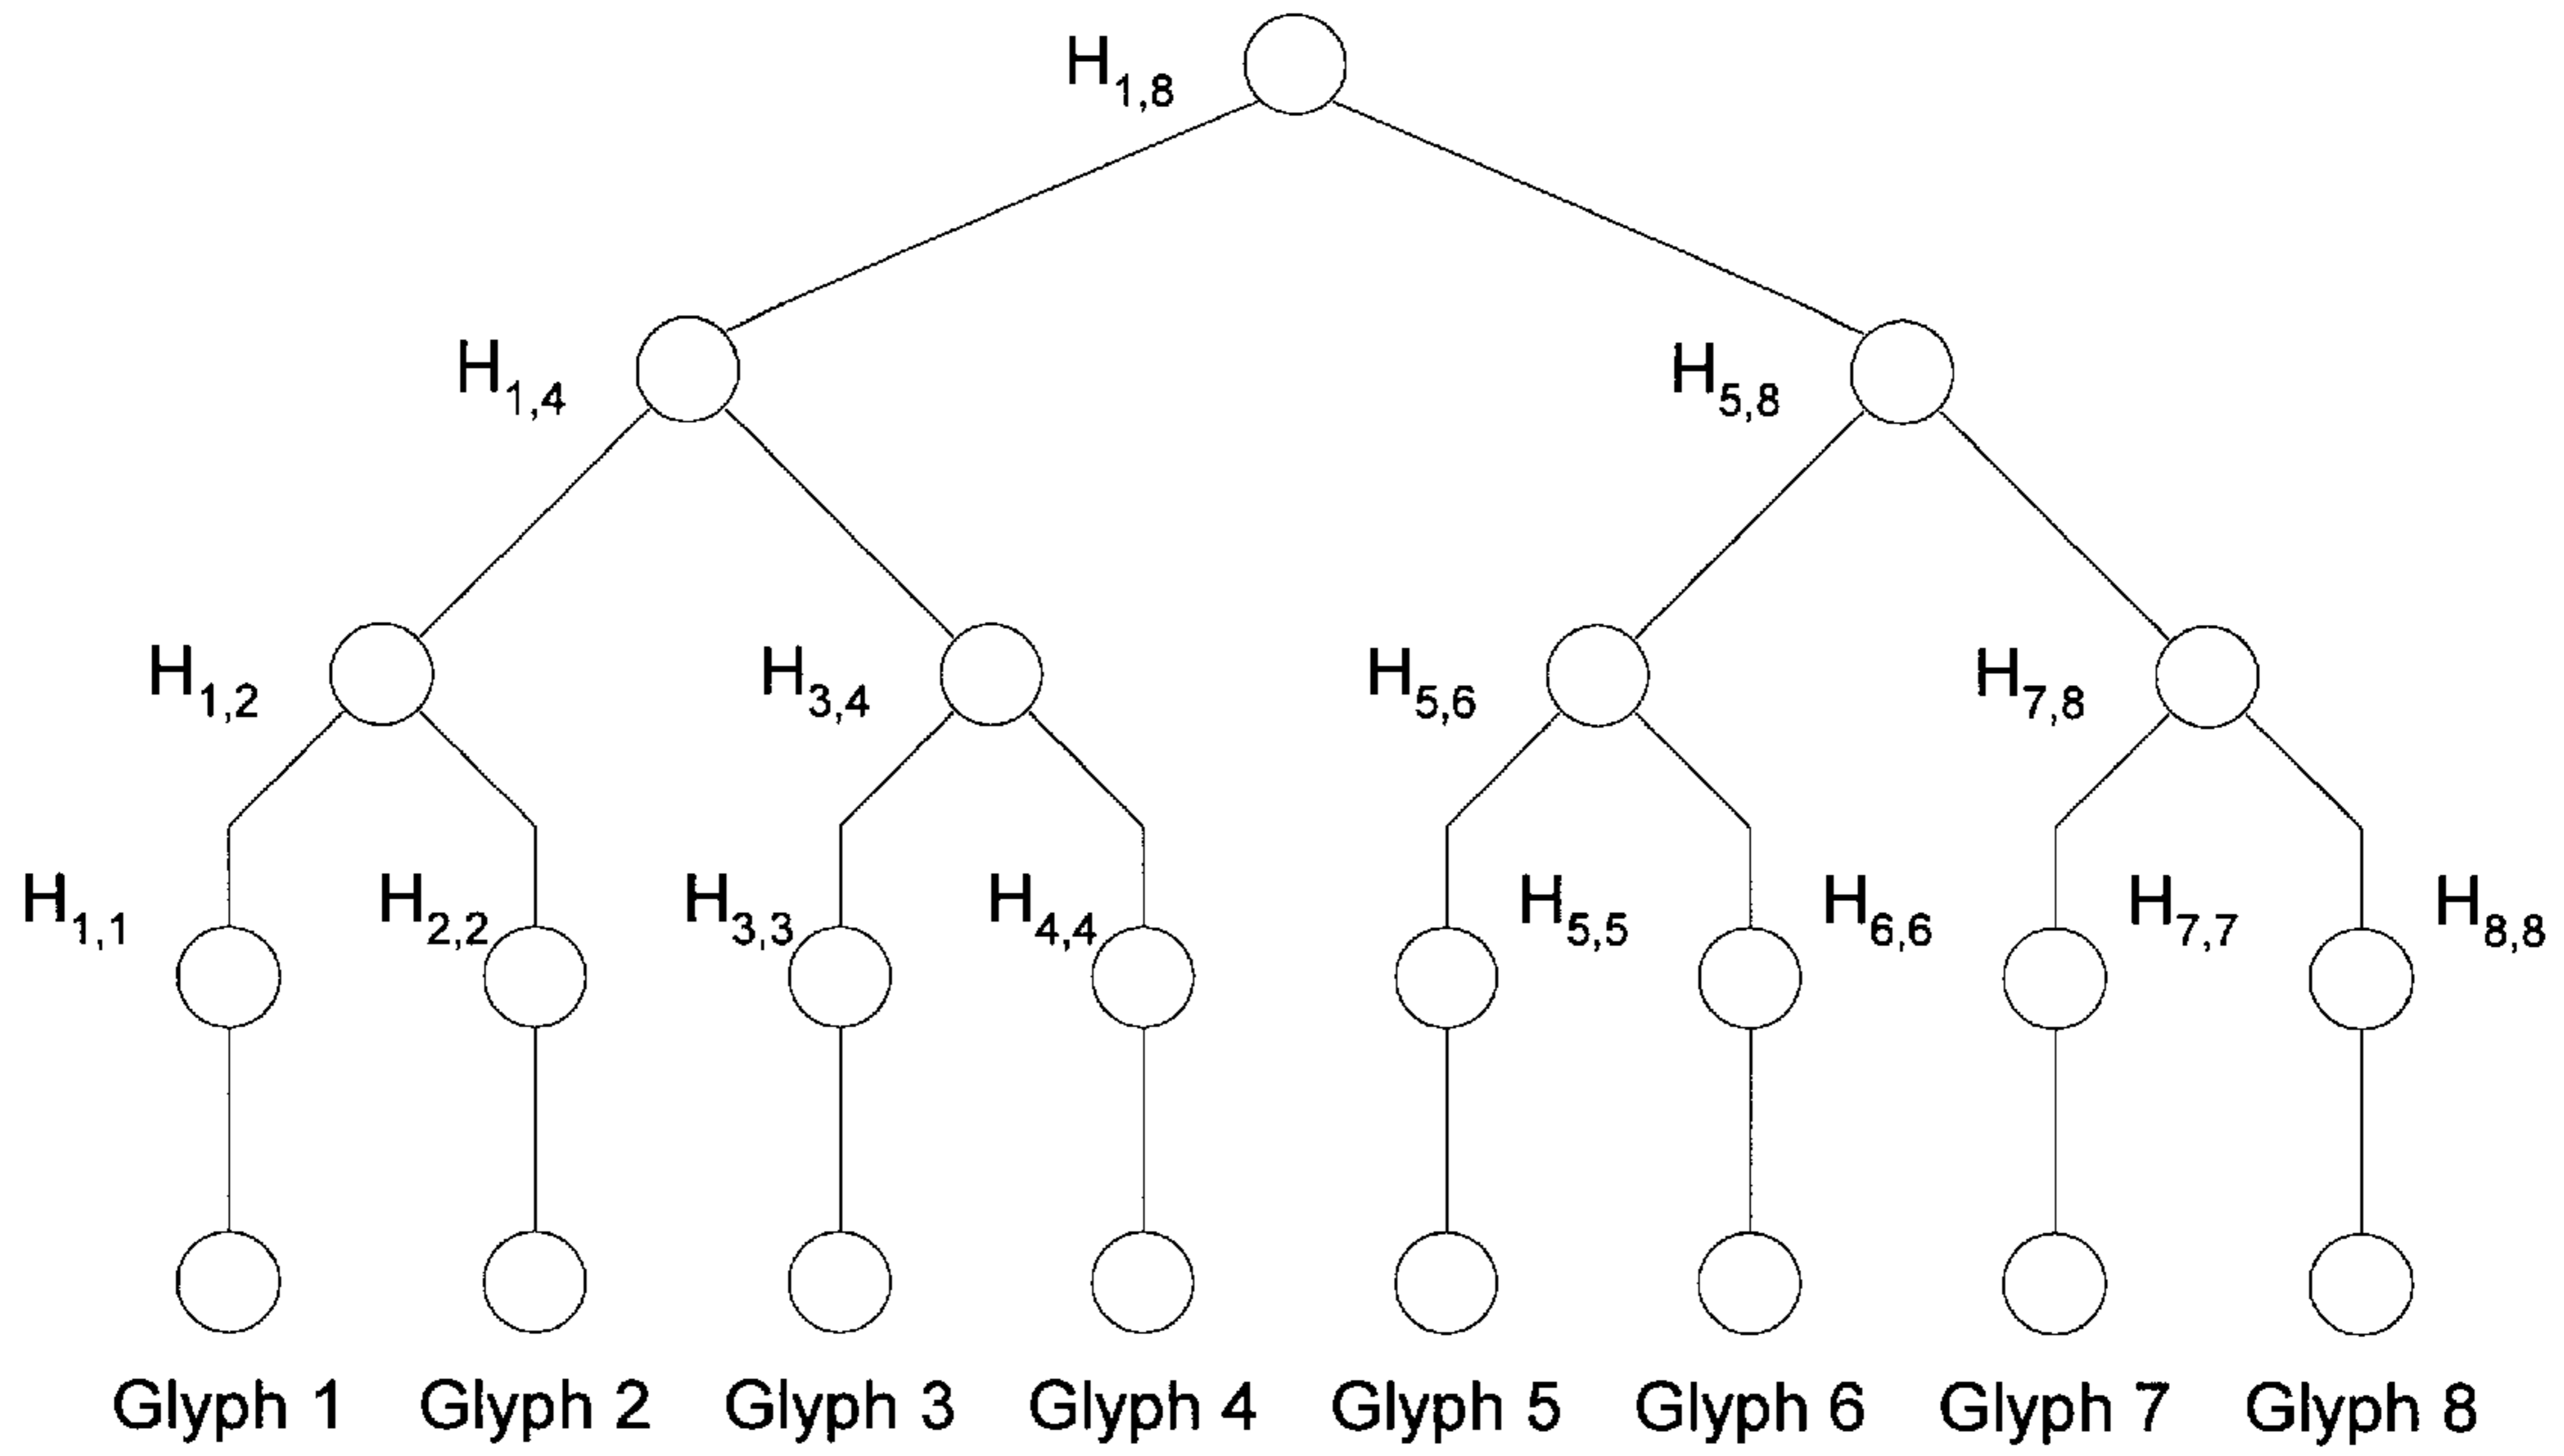 H1,8
H1,4 H5,8
H1,2 H3,4 H5,6 H7,8
H1,1 H2,2 H3,3 H4,4 H5,5 H6,6 H7,7 H8,8
Glyph 1 Glyph 2 Glyph 3 Glyph 4 Glyph 5 Glyph 6 Glyph 7 Glyph 8